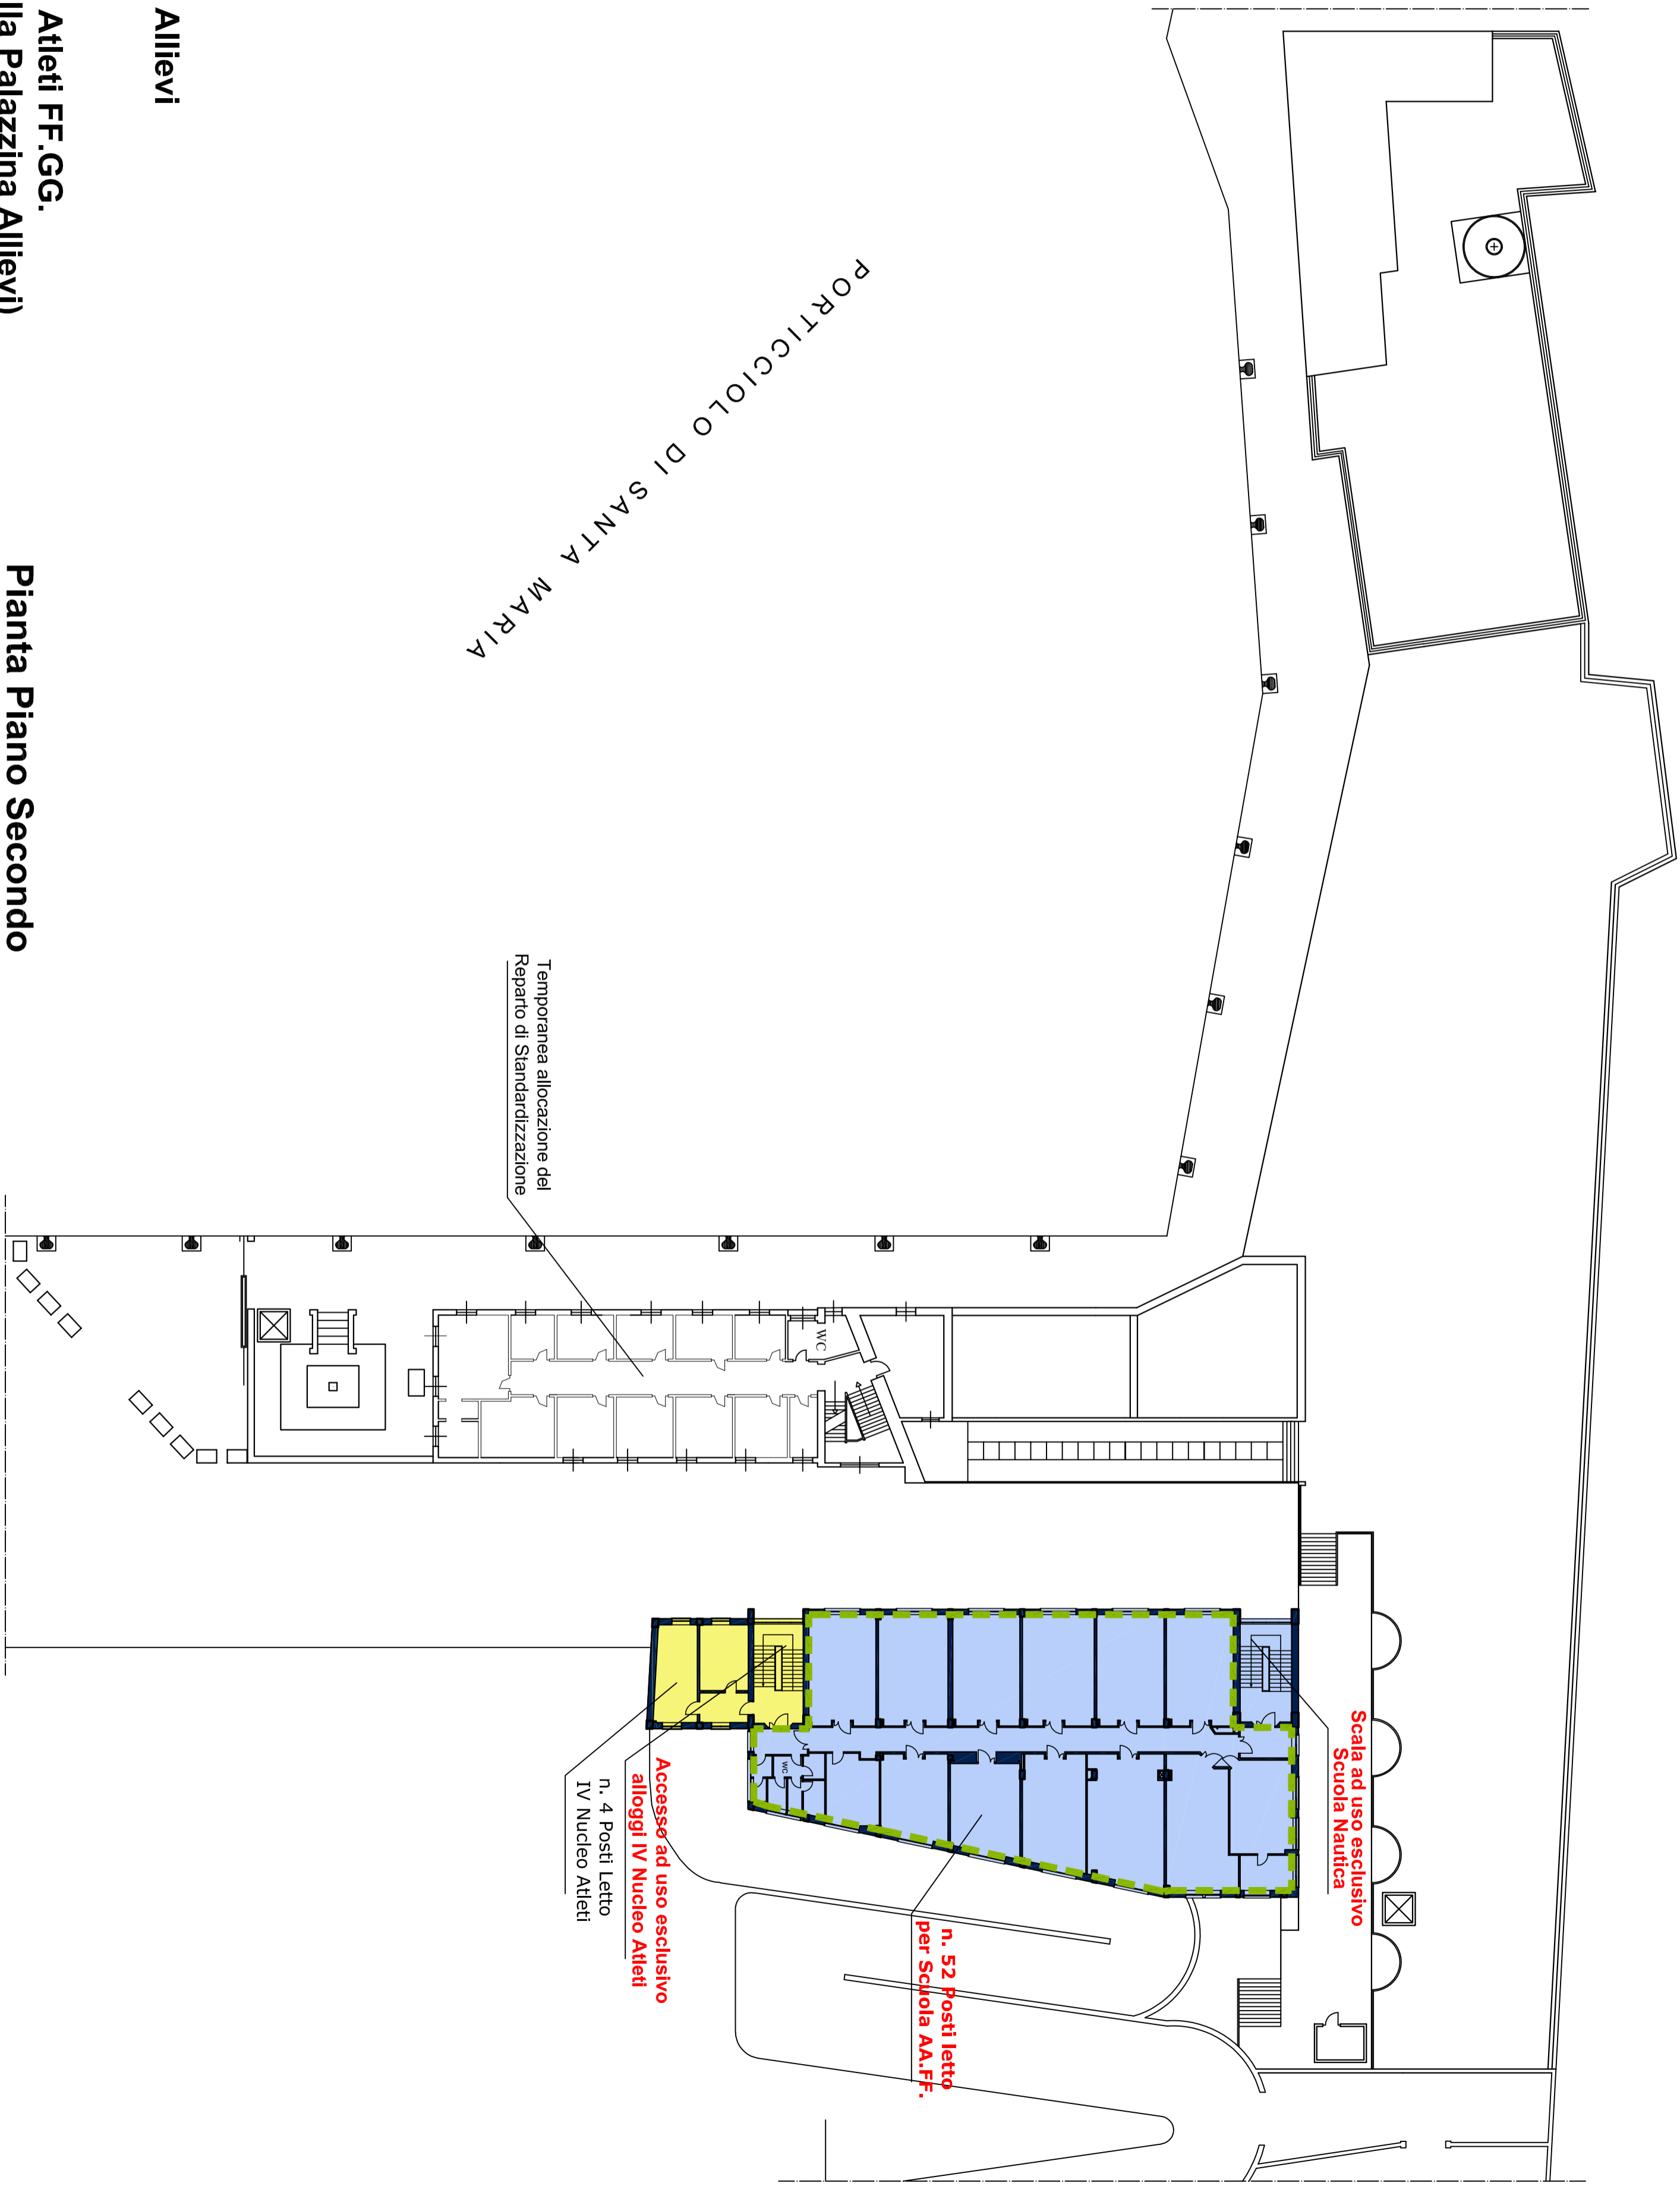 Allievi
Atleti FF.GG.
lla Palazzina Allievi)
Pianta Piano Secondo
PORTICCIOLO DI SANTA MARIA
Temporanea allocazione del
Reparto di Standardizzazione
WC
WC
Scala ad uso esclusivo
Scuola Nautica
n. 52 Posti letto
per Scuola AA.FF.
Accesso ad uso esclusivo
alloggi IV Nucleo Atleti
n. 4 Posti Letto
IV Nucleo Atleti